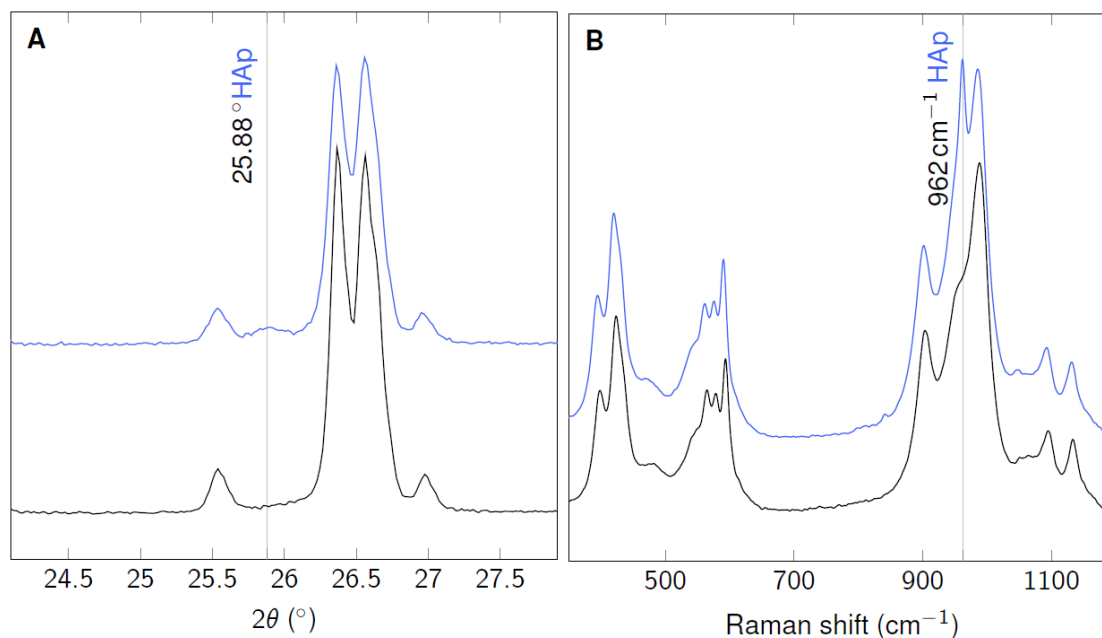 A
25.88 °HAp
24.5 25 25.5 26 26.5 27 27.5
2θ (°)
B
962 cm⁻¹ HAp
500 700 900 1100
Raman shift (cm⁻¹)